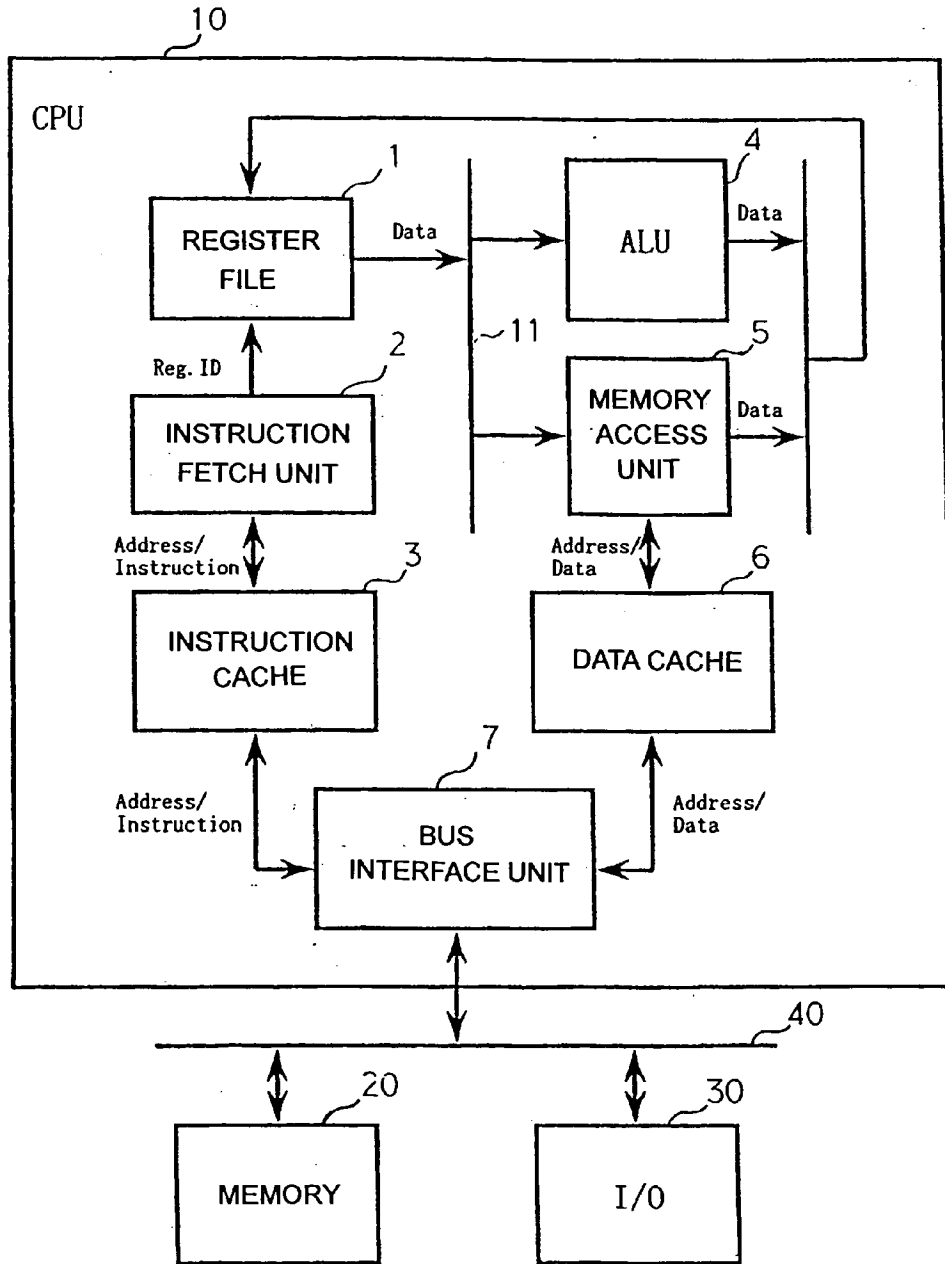 10
CPU
1
4
REGISTER
FILE
Data
ALU
Data
11
Reg. ID
2
5
INSTRUCTION
FETCH UNIT
MEMORY
ACCESS
UNIT
Data
Address/
Instruction
3
Address/
Data
6
INSTRUCTION
CACHE
DATA CACHE
7
Address/
Instruction
BUS
INTERFACE UNIT
Address/
Data
40
20
30
MEMORY
I/O